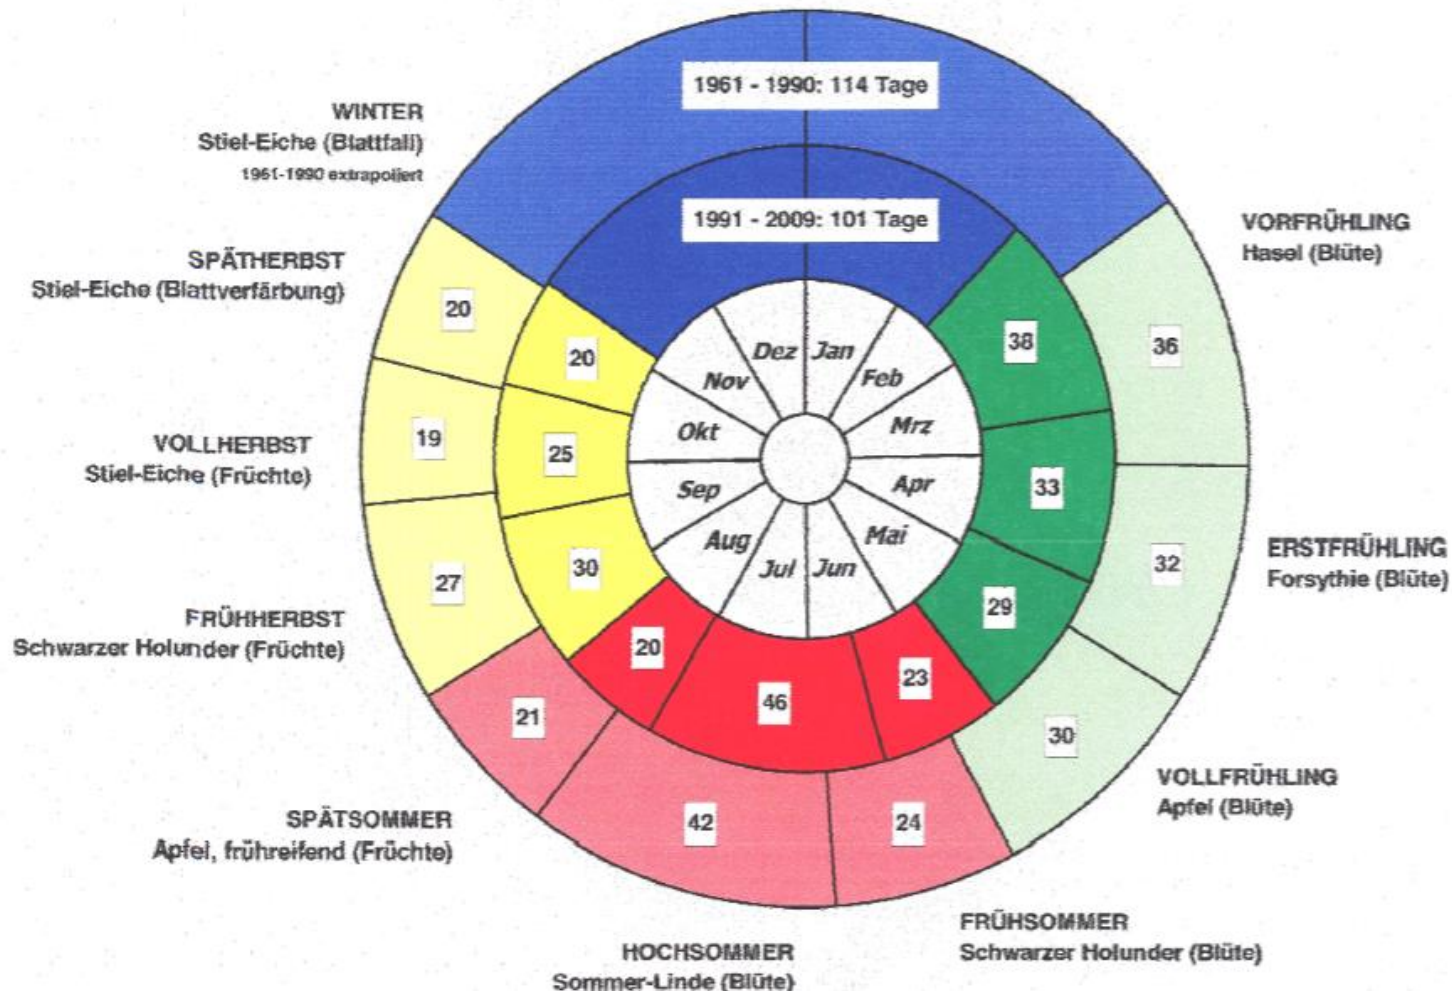 1961 - 1990: 114 Tage
1991 - 2009: 101 Tage
WINTER
Stiel-Eiche (Blattfall)
1961-1990 extrapoliert
SPÄTHERBST
Stiel-Eiche (Blattverfärbung)
VOLLHERBST
Stiel-Eiche (Früchte)
FRÜHHERBST
Schwarzer Holunder (Früchte)
SPÄTSOMMER
Apfel, frühreifend (Früchte)
HOCHSOMMER
Sommer-Linde (Blüte)
FRÜHSOMMER
Schwarzer Holunder (Blüte)
VOLLFRÜHLING
Apfel (Blüte)
ERSTFRÜHLING
Forsythie (Blüte)
VORFRÜHLING
Hasel (Blüte)
20
19
27
21
42
24
30
32
36
20
25
30
20
46
23
29
33
38
Jan
Feb
Mrz
Apr
Mai
Jun
Jul
Aug
Sep
Okt
Nov
Dez